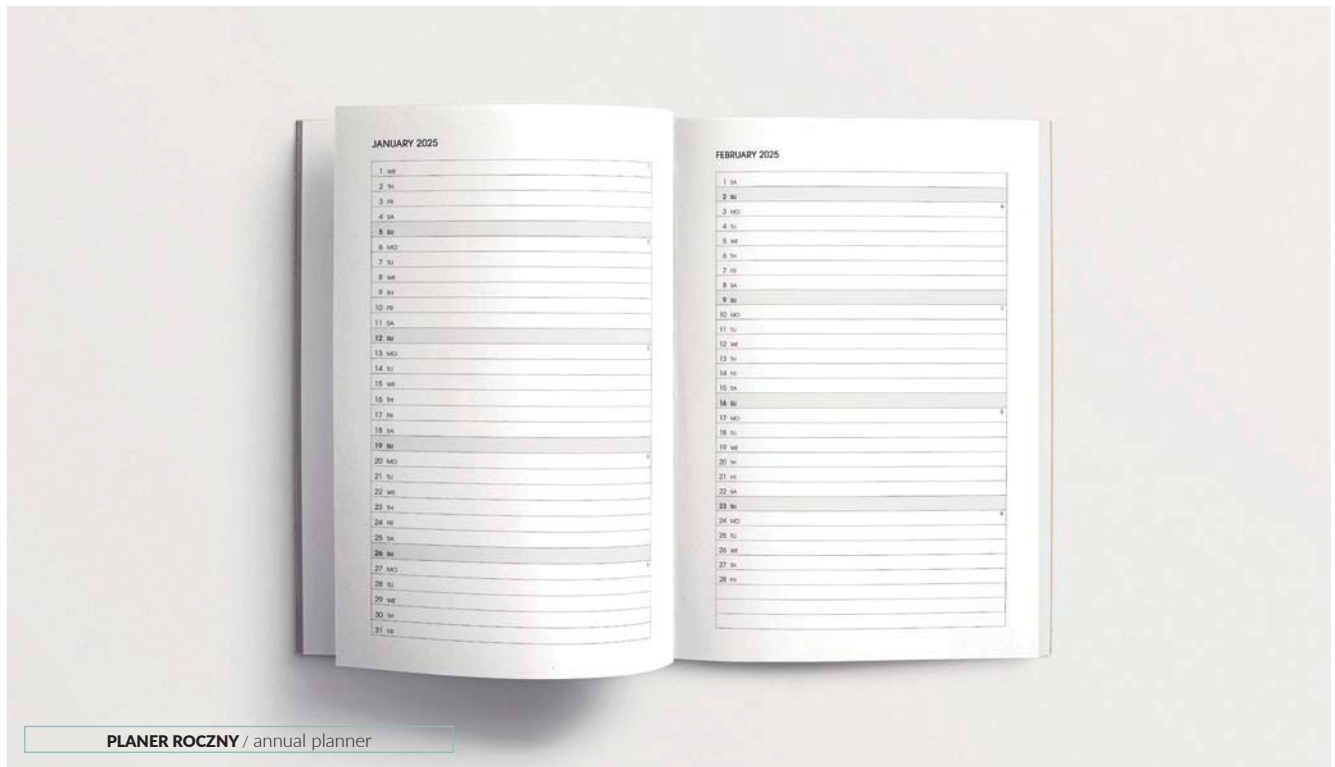 JANUARY 2025
1 WE
2 TH
3 FR
4 SA
5 SU
6 MO
7 TU
8 WE
9 TH
10 FR
11 SA
12 SU
13 MO
14 TU
15 WE
16 TH
17 FR
18 SA
19 SU
20 MO
21 TU
22 WE
23 TH
24 FR
25 SA
26 SU
27 MO
28 TU
29 WE
30 TH
31 FR
FEBRUARY 2025
1 SA
2 SU
3 MO
4 TU
5 WE
6 TH
7 FR
8 SA
9 SU
10 MO
11 TU
12 WE
13 TH
14 FR
15 SA
16 SU
17 MO
18 TU
19 WE
20 TH
21 FR
22 SA
23 SU
24 MO
25 TU
26 WE
27 TH
28 FR
PLANER ROCZNY / annual planner